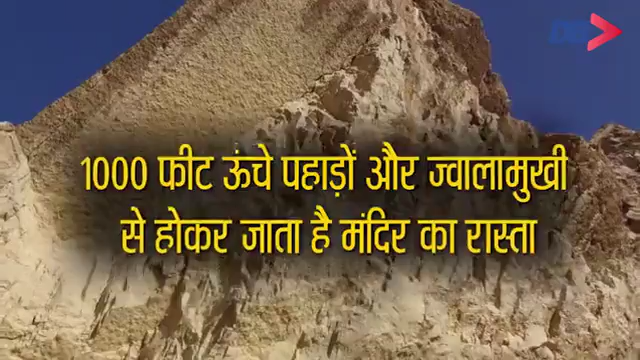 1000 फीट ऊंचे पहाड़ों और ज्वालामुखी
से होकर जाता है मंदिर का रास्ता